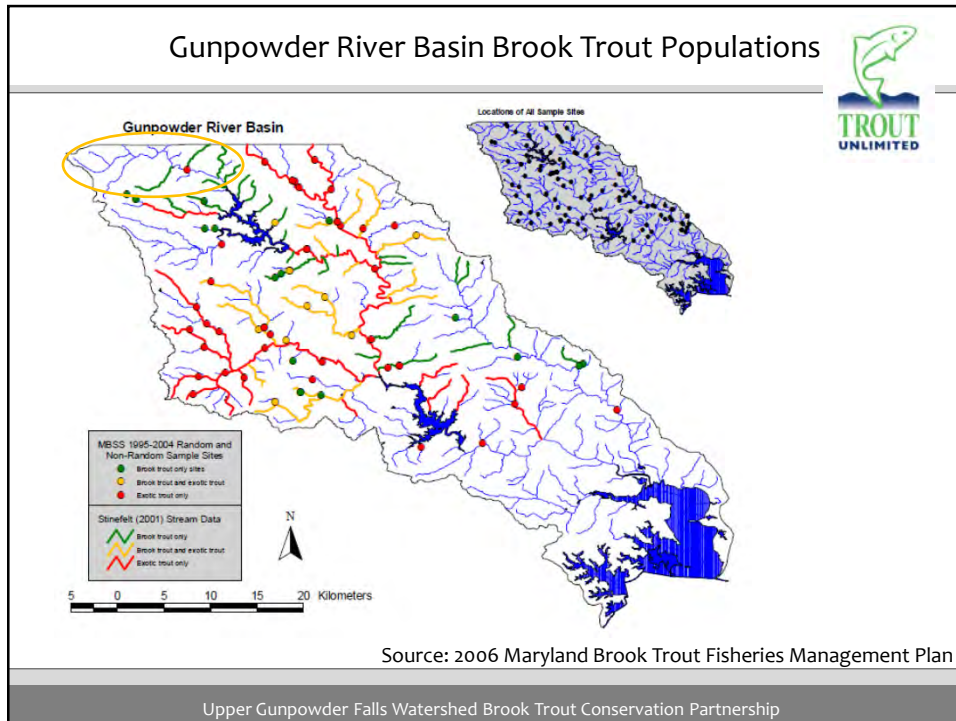 Gunpowder River Basin Brook Trout Populations
TROUT
UNLIMITED
Locations of All Sample Sites
Gunpowder River Basin
MBSS 1995-2004 Random and
Non-Random Sample Sites
Brook trout only sites
Brook trout and exotic trout
Exotic trout only
Stinefelt (2001) Stream Data
Brook trout only
Brook trout and exotic trout
Exotic trout only
N
5 0 5 10 15 20 Kilometers
Source: 2006 Maryland Brook Trout Fisheries Management Plan
Upper Gunpowder Falls Watershed Brook Trout Conservation Partnership